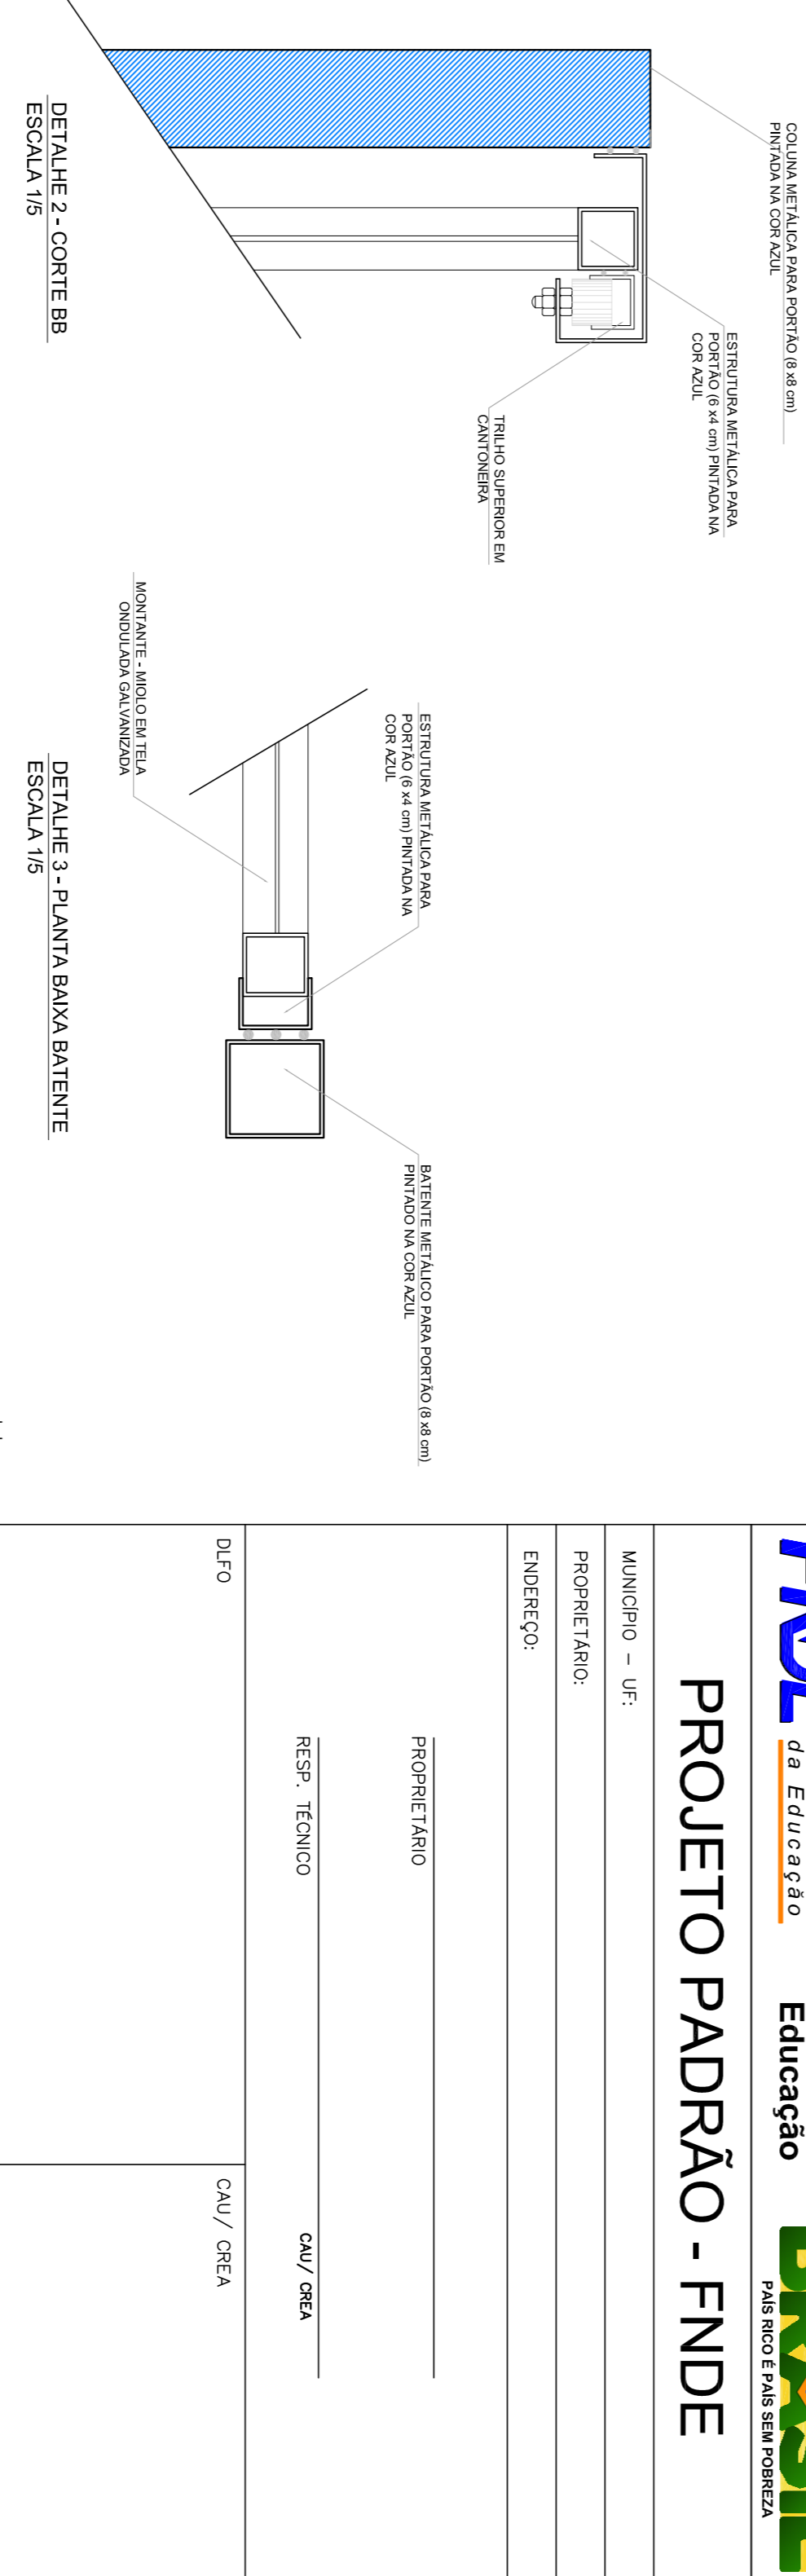 COLUNA METÁLICA PARA PORTÃO (8 x8 cm)
PINTADA NA COR AZUL
ESTRUTURA METÁLICA PARA
PORTÃO (6 x4 cm) PINTADA NA
COR AZUL
TRILHO SUPERIOR EM
CANTONEIRA
DETALHE 2 - CORTE BB
ESCALA 1/5
ESTRUTURA METÁLICA PARA
PORTÃO (6 x4 cm) PINTADA NA
COR AZUL
BATENTE METÁLICO PARA PORTÃO (8 x8 cm)
PINTADO NA COR AZUL
MONTANTE - MIOLO EM TELA
ONDULADA GALVANIZADA
DETALHE 3 - PLANTA BAIXA BATENTE
ESCALA 1/5
da Educação
Educação
BRASIL
PAÍS RICO É PAÍS SEM POBREZA
PROJETO PADRÃO - FNDE
MUNICÍPIO – UF:
PROPRIETÁRIO:
ENDEREÇO:
PROPRIETÁRIO
RESP. TÉCNICO
CAU/ CREA
DLFO
CAU/ CREA